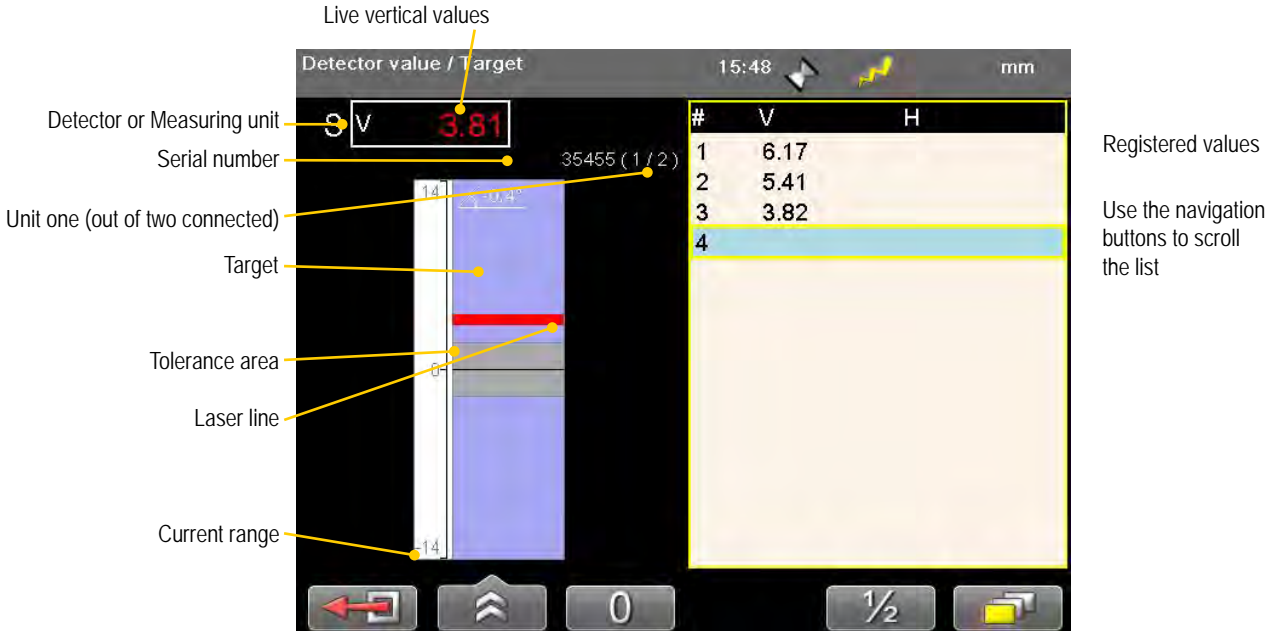 Live vertical values
Detector value / Target 15:48 mm
Detector or Measuring unit
S V 3.81
# V H
Serial number
35455 ( 1 / 2 )
1 6.17
Registered values
2 5.41
3 3.82
4
Use the navigation
buttons to scroll
the list
Unit one (out of two connected)
14
-0.4°
Target
Tolerance area
0
Laser line
Current range
-14
0
½